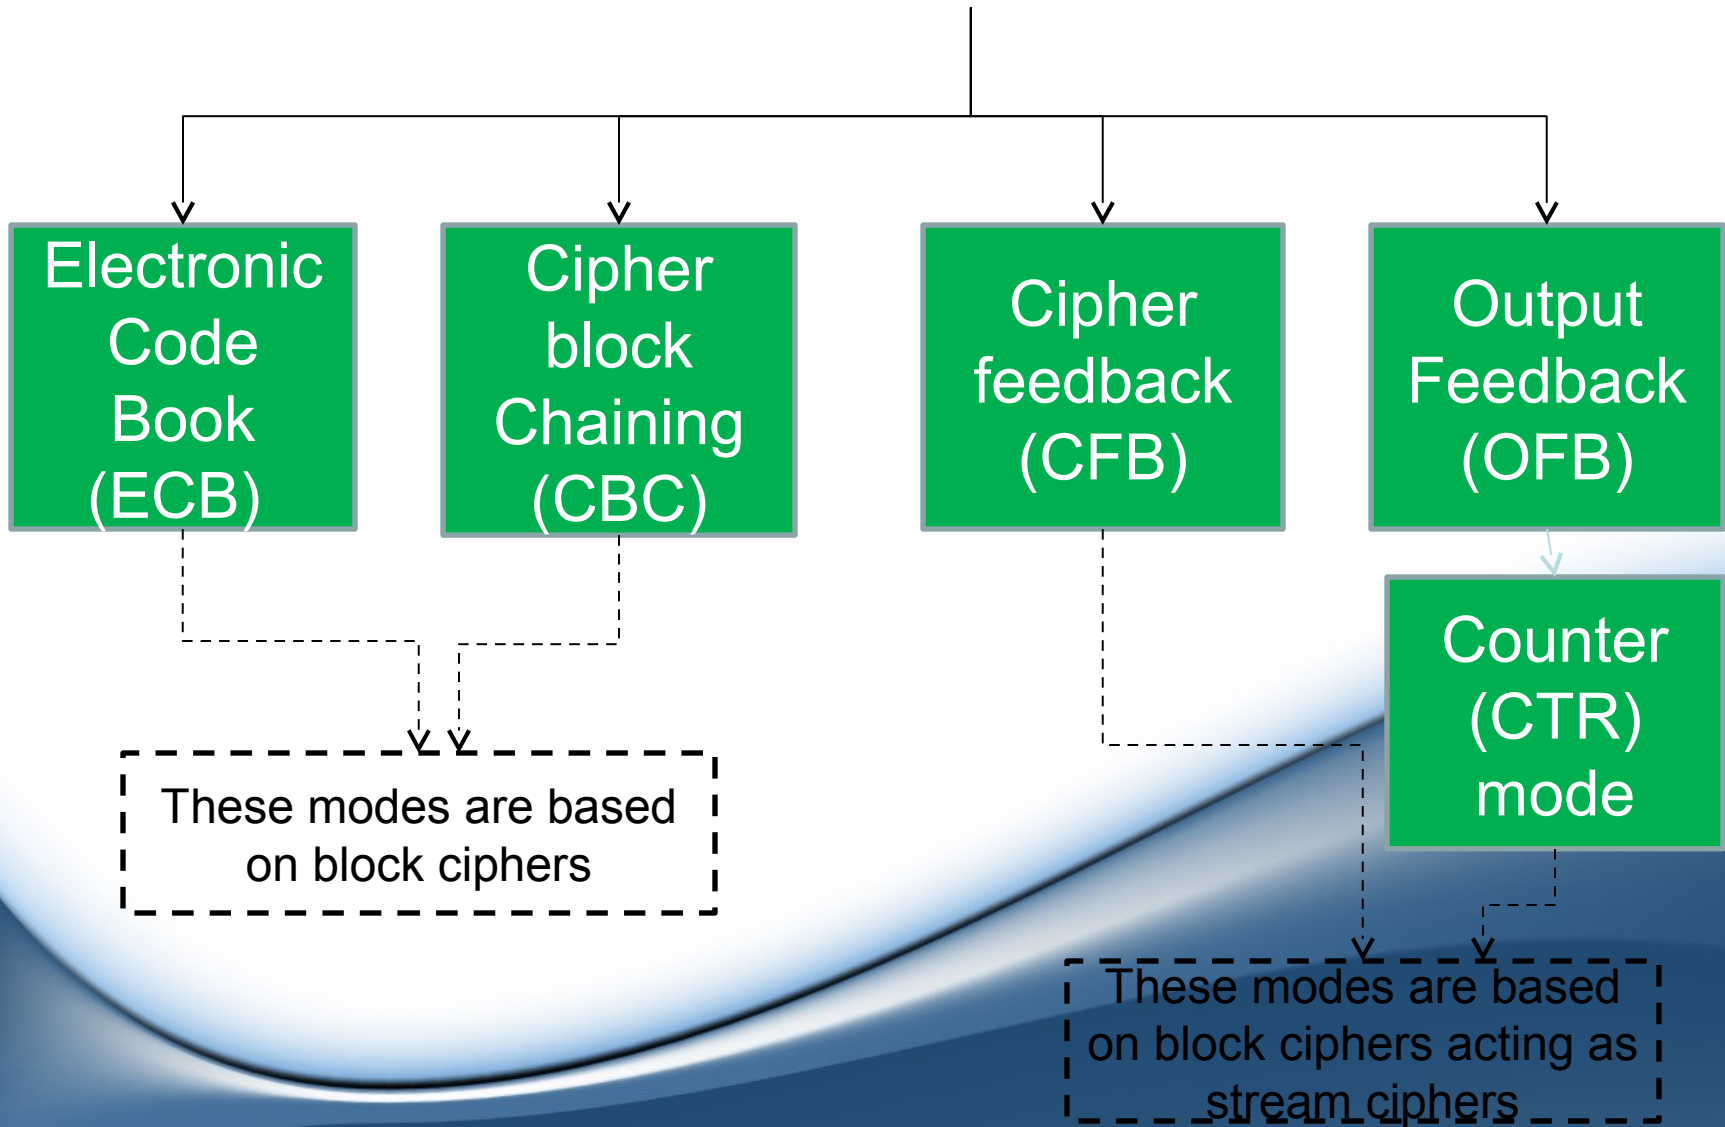 Electronic
Code
Book
(ECB)
Cipher
block
Chaining
(CBC)
Cipher
feedback
(CFB)
Output
Feedback
(OFB)
Counter
(CTR)
mode
These modes are based
on block ciphers
These modes are based
on block ciphers acting as
stream ciphers